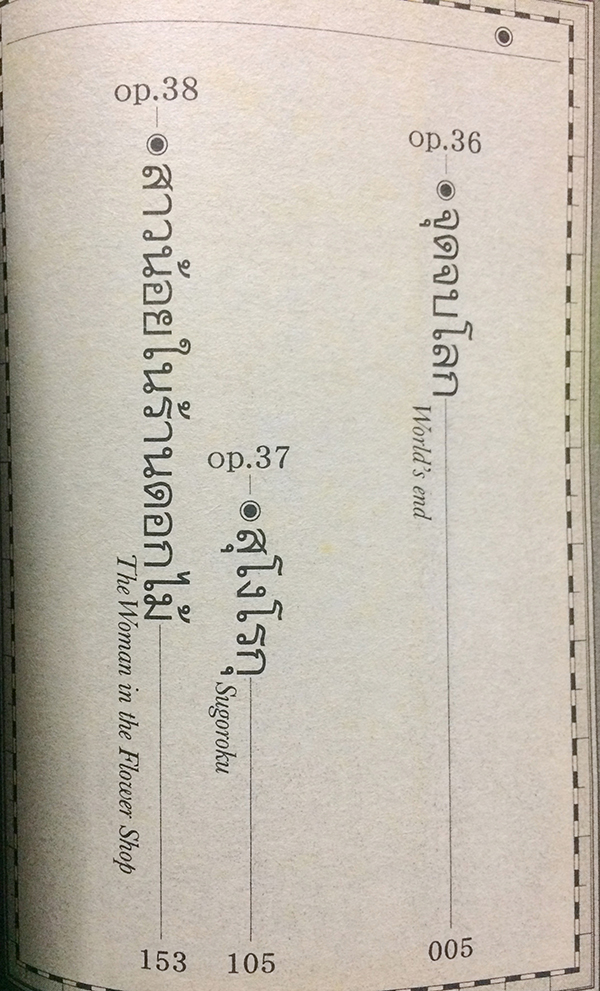 op.36
จุดจบโลก
World's end
005
op.37
สุโงโรกุ
Sugoroku
105
op.38
สาวน้อยในร้านดอกไม้
The Woman in the Flower Shop
153